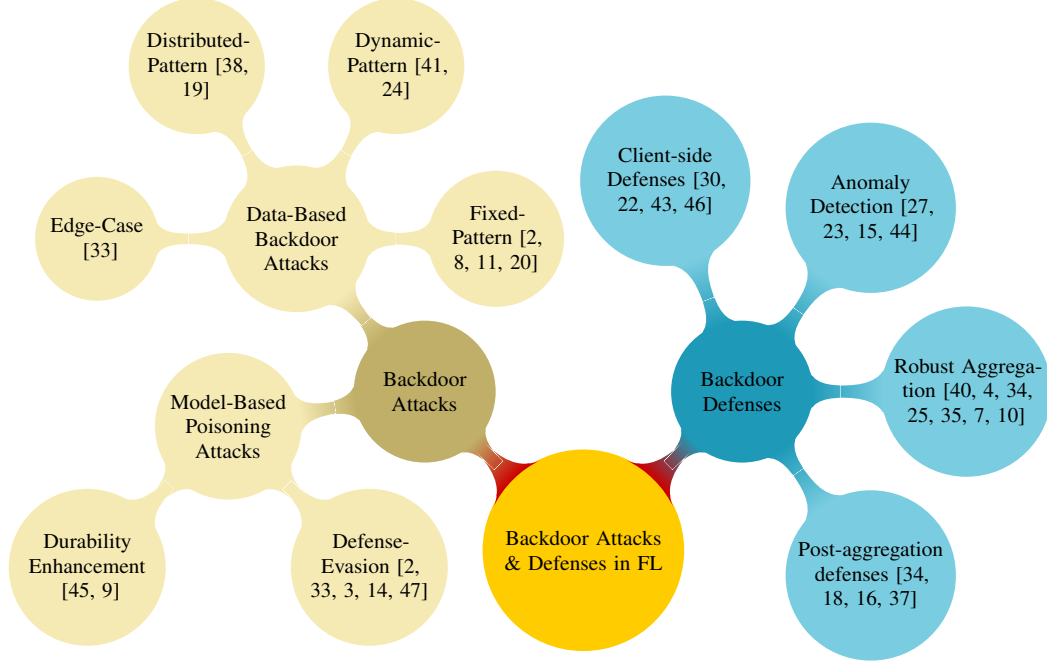 Distributed-
Pattern [38,
19]
Dynamic-
Pattern [41,
24]
Edge-Case
[33]
Data-Based
Backdoor
Attacks
Fixed-
Pattern [2,
8, 11, 20]
Client-side
Defenses [30,
22, 43, 46]
Anomaly
Detection [27,
23, 15, 44]
Backdoor
Attacks
Backdoor
Defenses
Robust Aggrega-
tion [40, 4, 34,
25, 35, 7, 10]
Model-Based
Poisoning
Attacks
Durability
Enhancement
[45, 9]
Defense-
Evasion [2,
33, 3, 14, 47]
Backdoor Attacks
& Defenses in FL
Post-aggregation
defenses [34,
18, 16, 37]